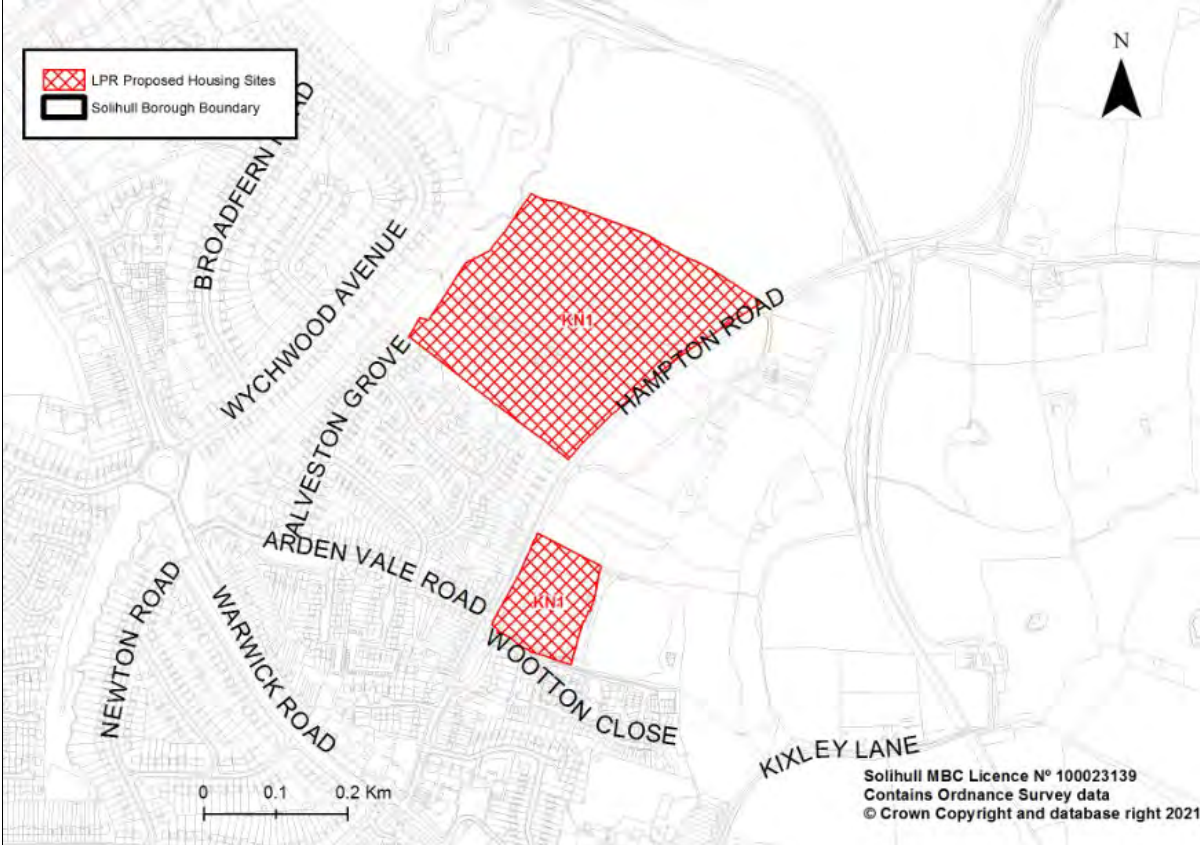 LPR Proposed Housing Sites
Solihull Borough Boundary
N
BROADFERN
AD
WYCHWOOD AVENUE
KN1
HAMPTON ROAD
ALVESTON GROVE
ARDEN VALE ROAD
KN1
NEWTON ROAD
WARWICK ROAD
WOOTTON CLOSE
KIXLEY LANE
0 0.1 0.2 Km
Solihull MBC Licence Nº 100023139
Contains Ordnance Survey data
© Crown Copyright and database right 2021